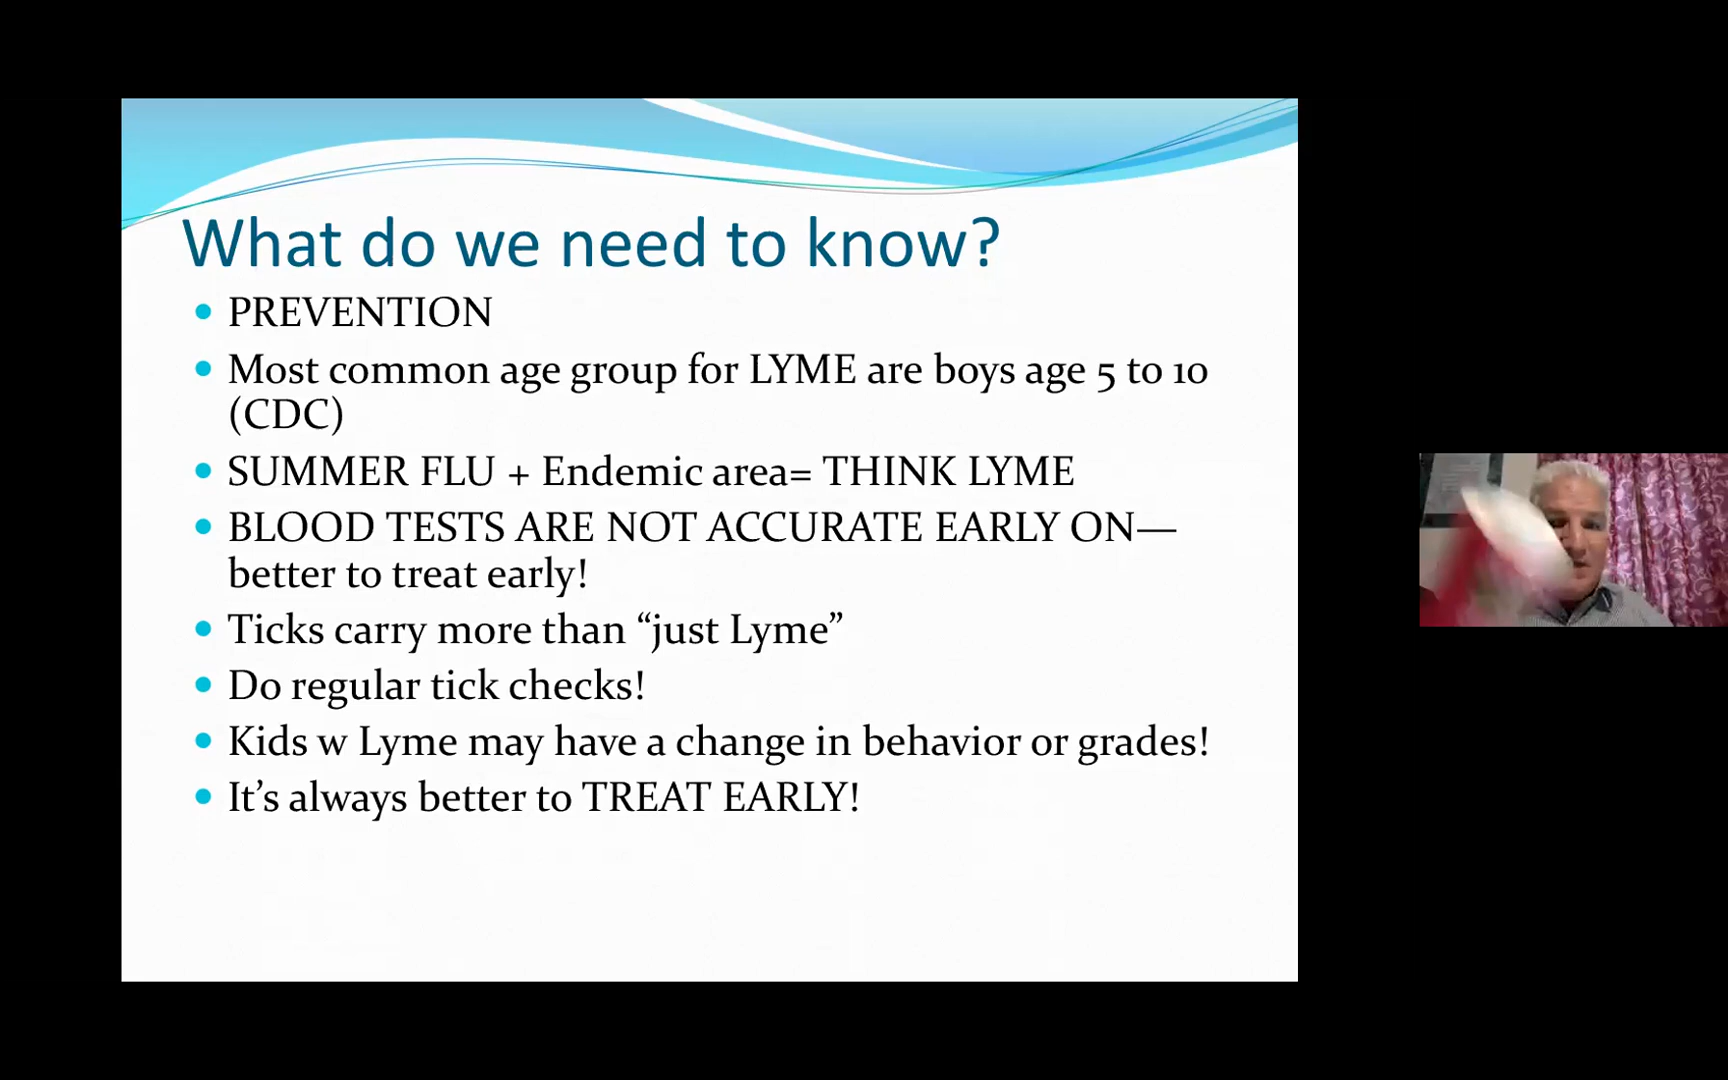 What do we need to know?
PREVENTION
Most common age group for LYME are boys age 5 to 10
(CDC)
SUMMER FLU + Endemic area= THINK LYME
BLOOD TESTS ARE NOT ACCURATE EARLY ON—
better to treat early!
Ticks carry more than “just Lyme”
Do regular tick checks!
Kids w Lyme may have a change in behavior or grades!
It’s always better to TREAT EARLY!